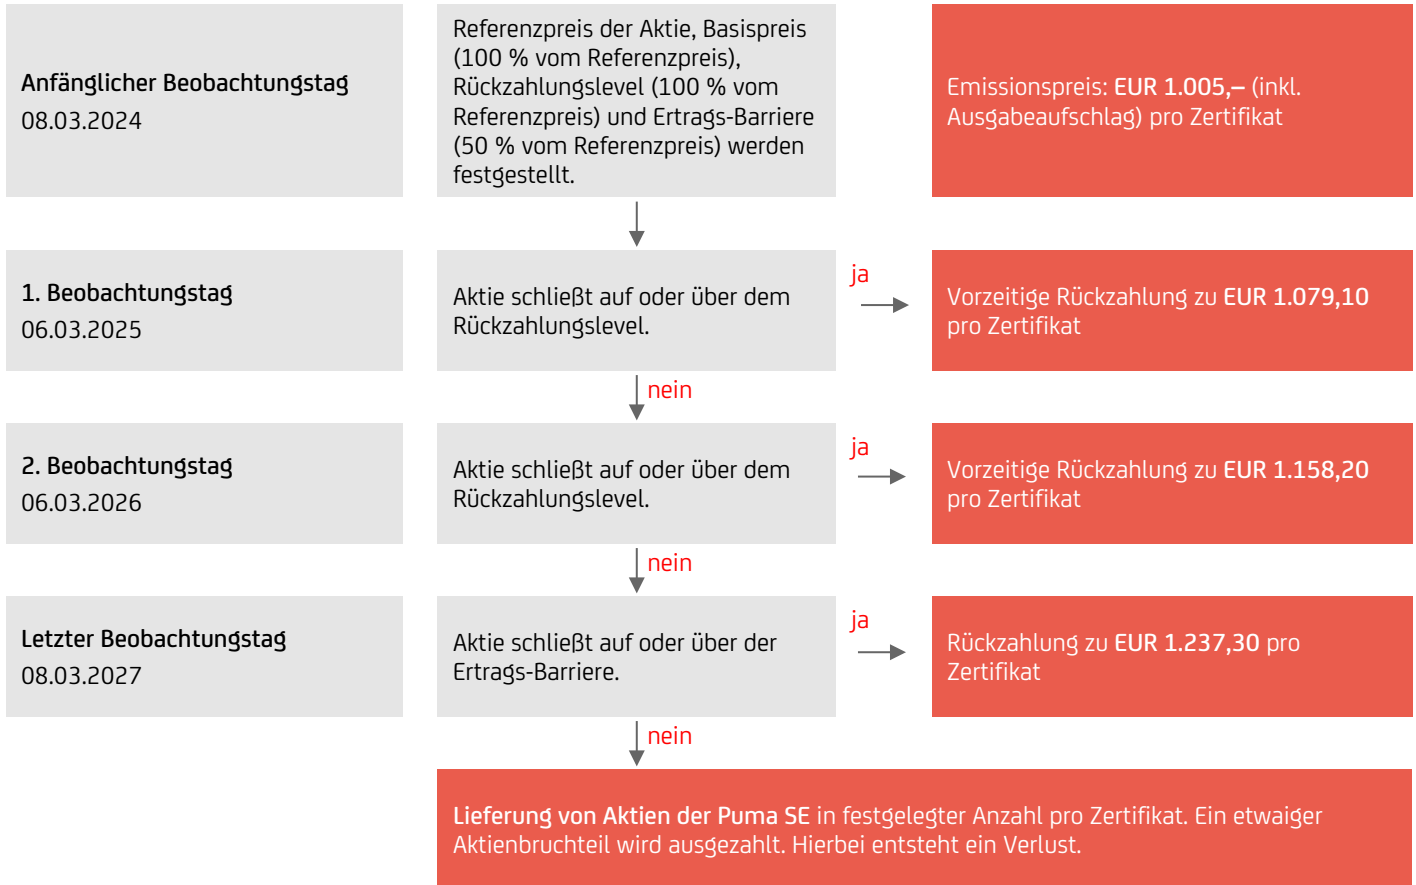 Anfänglicher Beobachtungstag
08.03.2024
Referenzpreis der Aktie, Basispreis
(100 % vom Referenzpreis),
Rückzahlungslevel (100 % vom
Referenzpreis) und Ertrags-Barriere
(50 % vom Referenzpreis) werden
festgestellt.
Emissionspreis: EUR 1.005,– (inkl.
Ausgabeaufschlag) pro Zertifikat
1. Beobachtungstag
06.03.2025
Aktie schließt auf oder über dem
Rückzahlungslevel.
ja
Vorzeitige Rückzahlung zu EUR 1.079,10
pro Zertifikat
nein
2. Beobachtungstag
06.03.2026
Aktie schließt auf oder über dem
Rückzahlungslevel.
ja
Vorzeitige Rückzahlung zu EUR 1.158,20
pro Zertifikat
nein
Letzter Beobachtungstag
08.03.2027
Aktie schließt auf oder über der
Ertrags-Barriere.
ja
Rückzahlung zu EUR 1.237,30 pro
Zertifikat
nein
Lieferung von Aktien der Puma SE in festgelegter Anzahl pro Zertifikat. Ein etwaiger
Aktienbruchteil wird ausgezahlt. Hierbei entsteht ein Verlust.